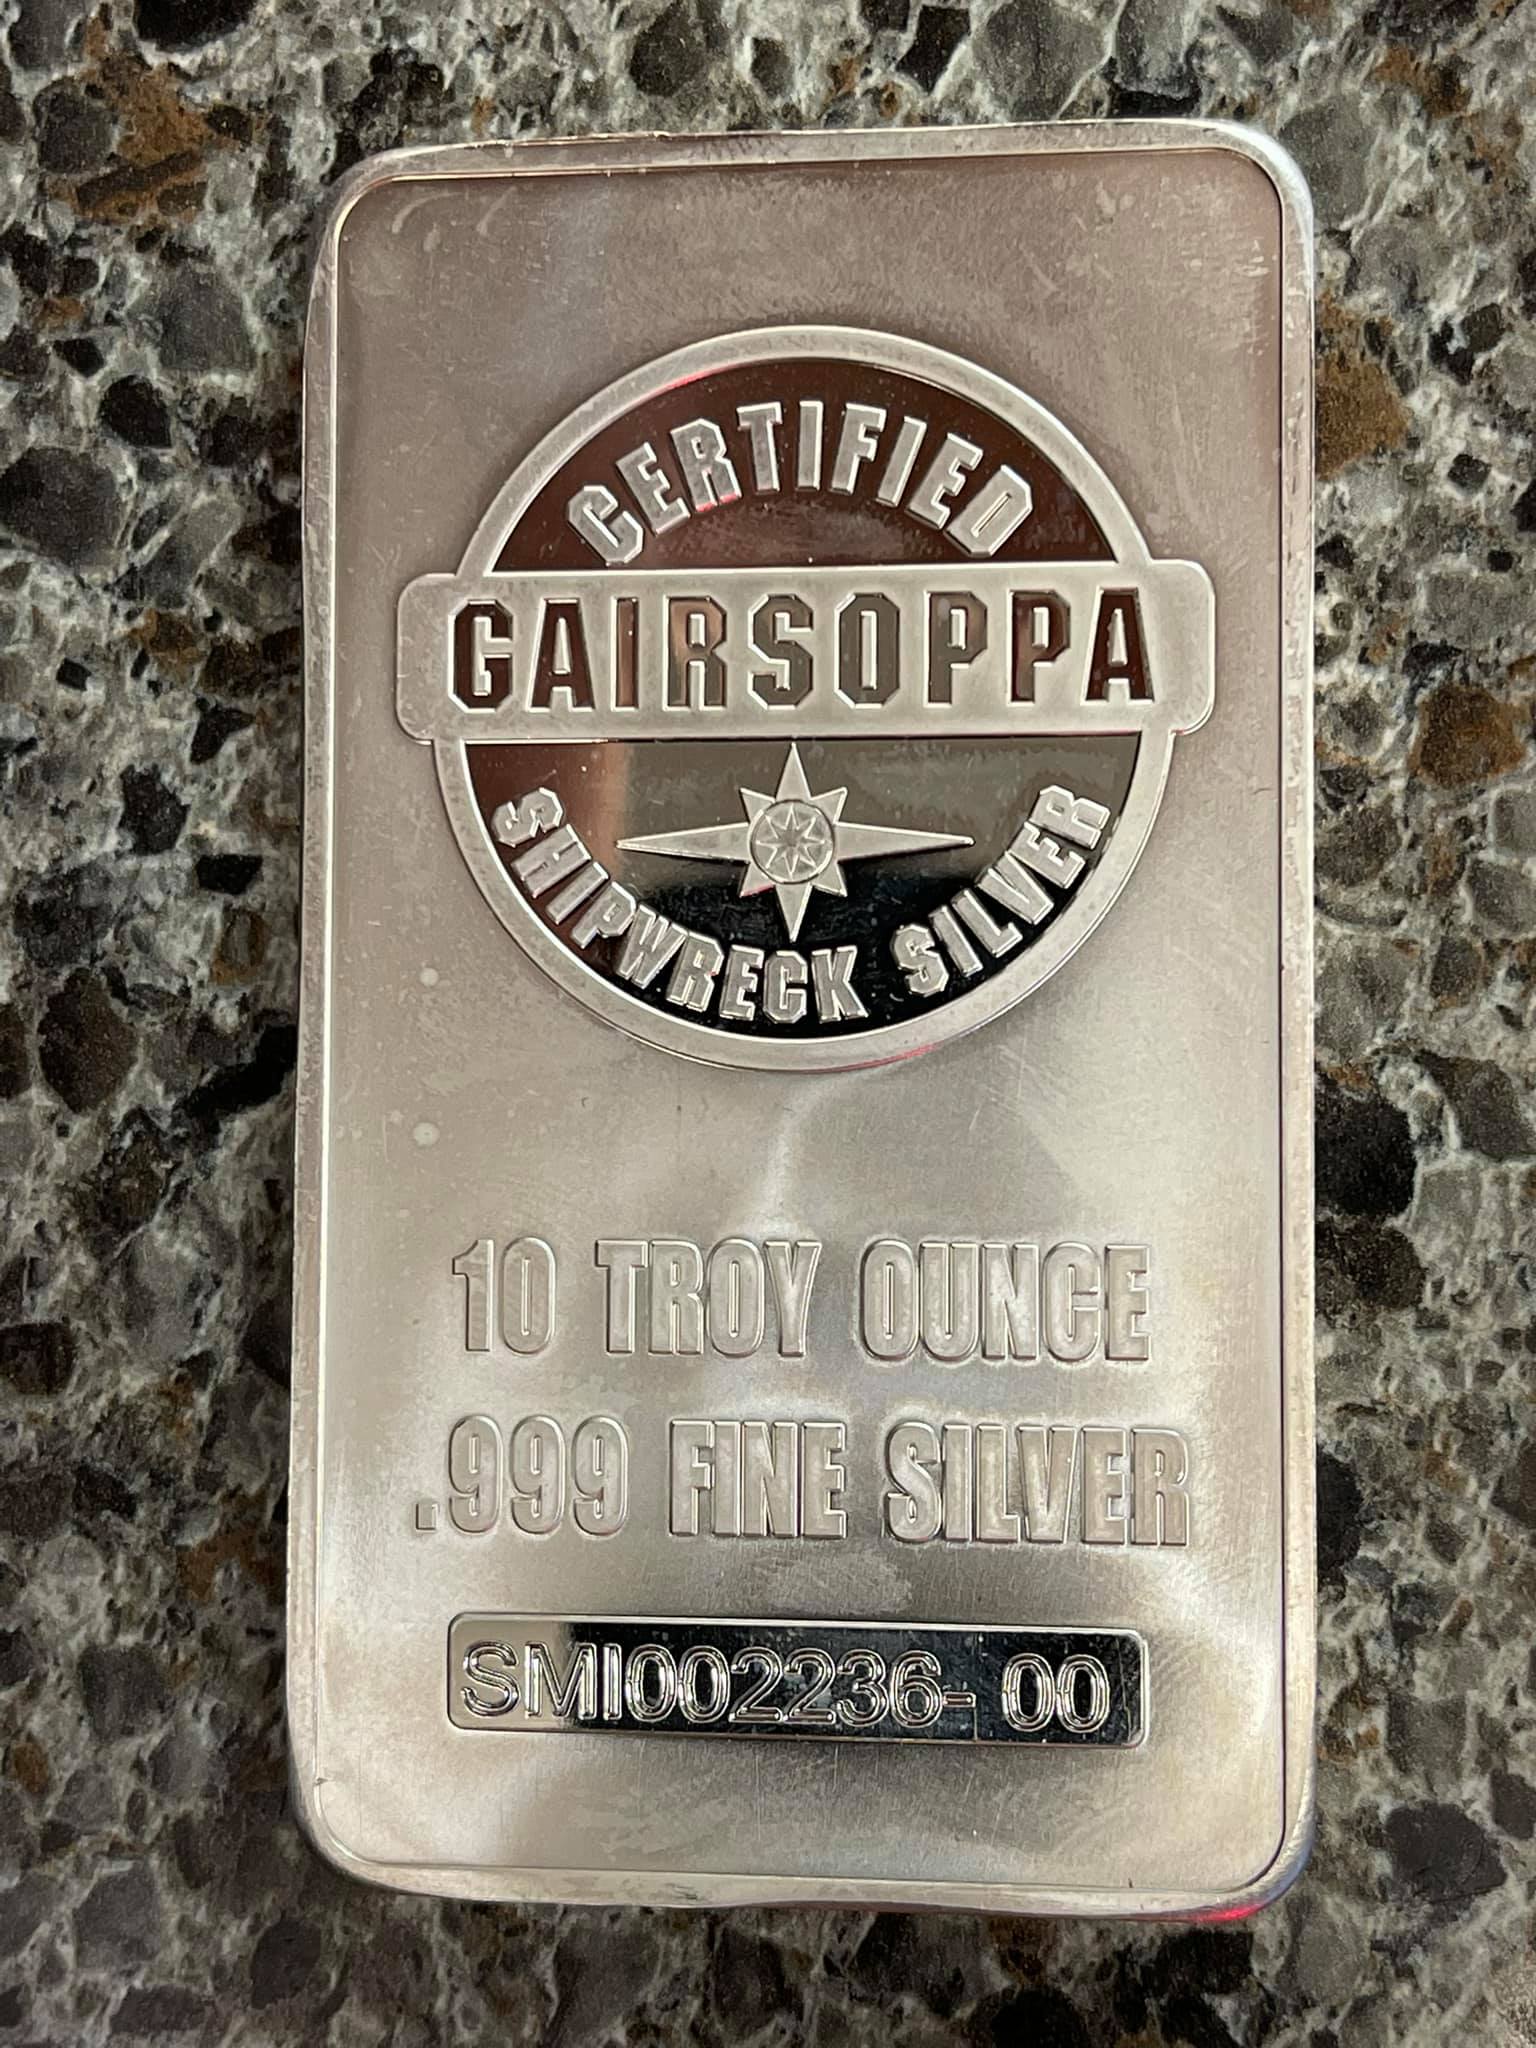 CERTIFIED
GAIRSOPPA
SHIPWRECK SILVER
10 TROY OUNCE
.999 FINE SILVER
SMI002236- 00